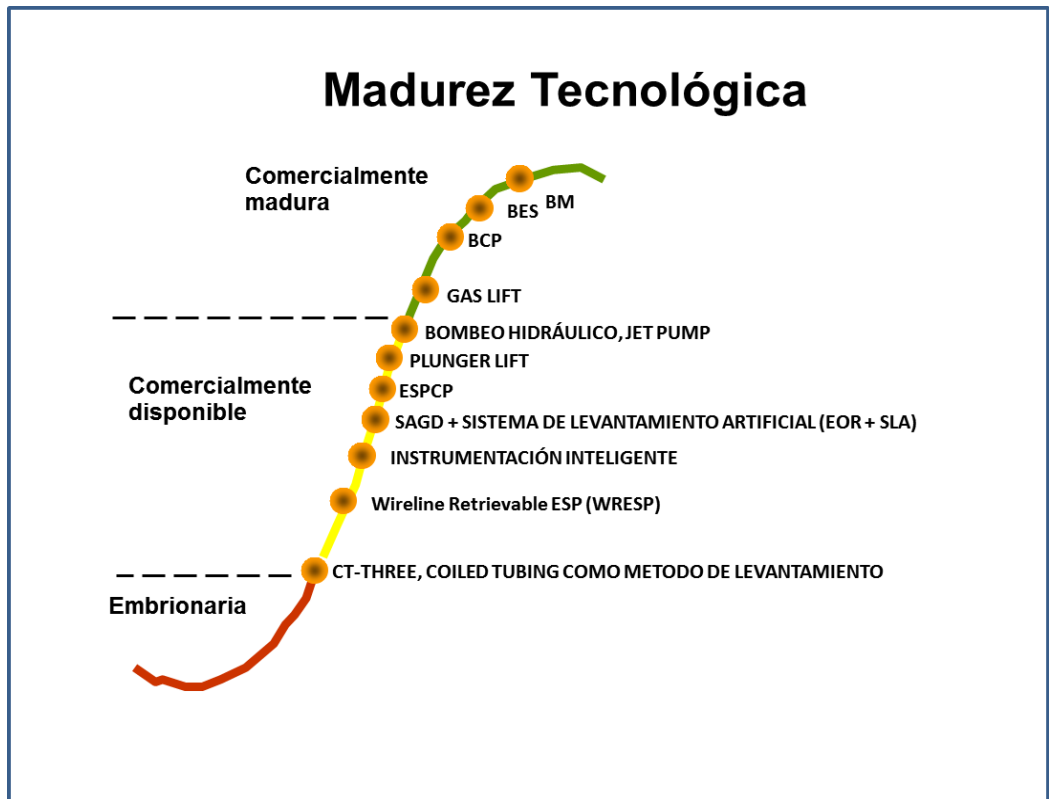 Madurez Tecnológica
Comercialmente
madura
BM
BES
BCP
GAS LIFT
BOMBEO HIDRÁULICO, JET PUMP
PLUNGER LIFT
Comercialmente
disponible
ESPCP
SAGD + SISTEMA DE LEVANTAMIENTO ARTIFICIAL (EOR + SLA)
INSTRUMENTACIÓN INTELIGENTE
Wireline Retrievable ESP (WRESP)
CT-THREE, COILED TUBING COMO METODO DE LEVANTAMIENTO
Embrionaria